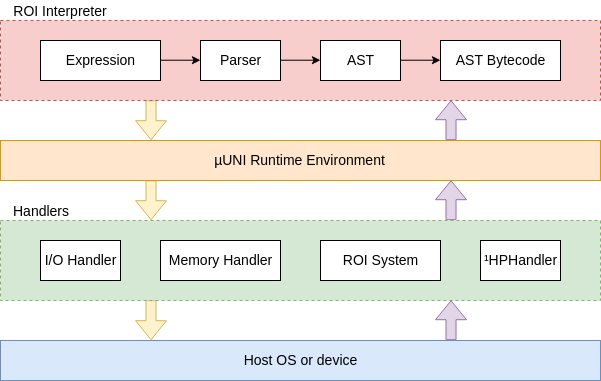 ROI Interpreter
Expression
Parser
AST
AST Bytecode
µUNI Runtime Environment
Handlers
I/O Handler
Memory Handler
ROI System
¹HPHandler
Host OS or device